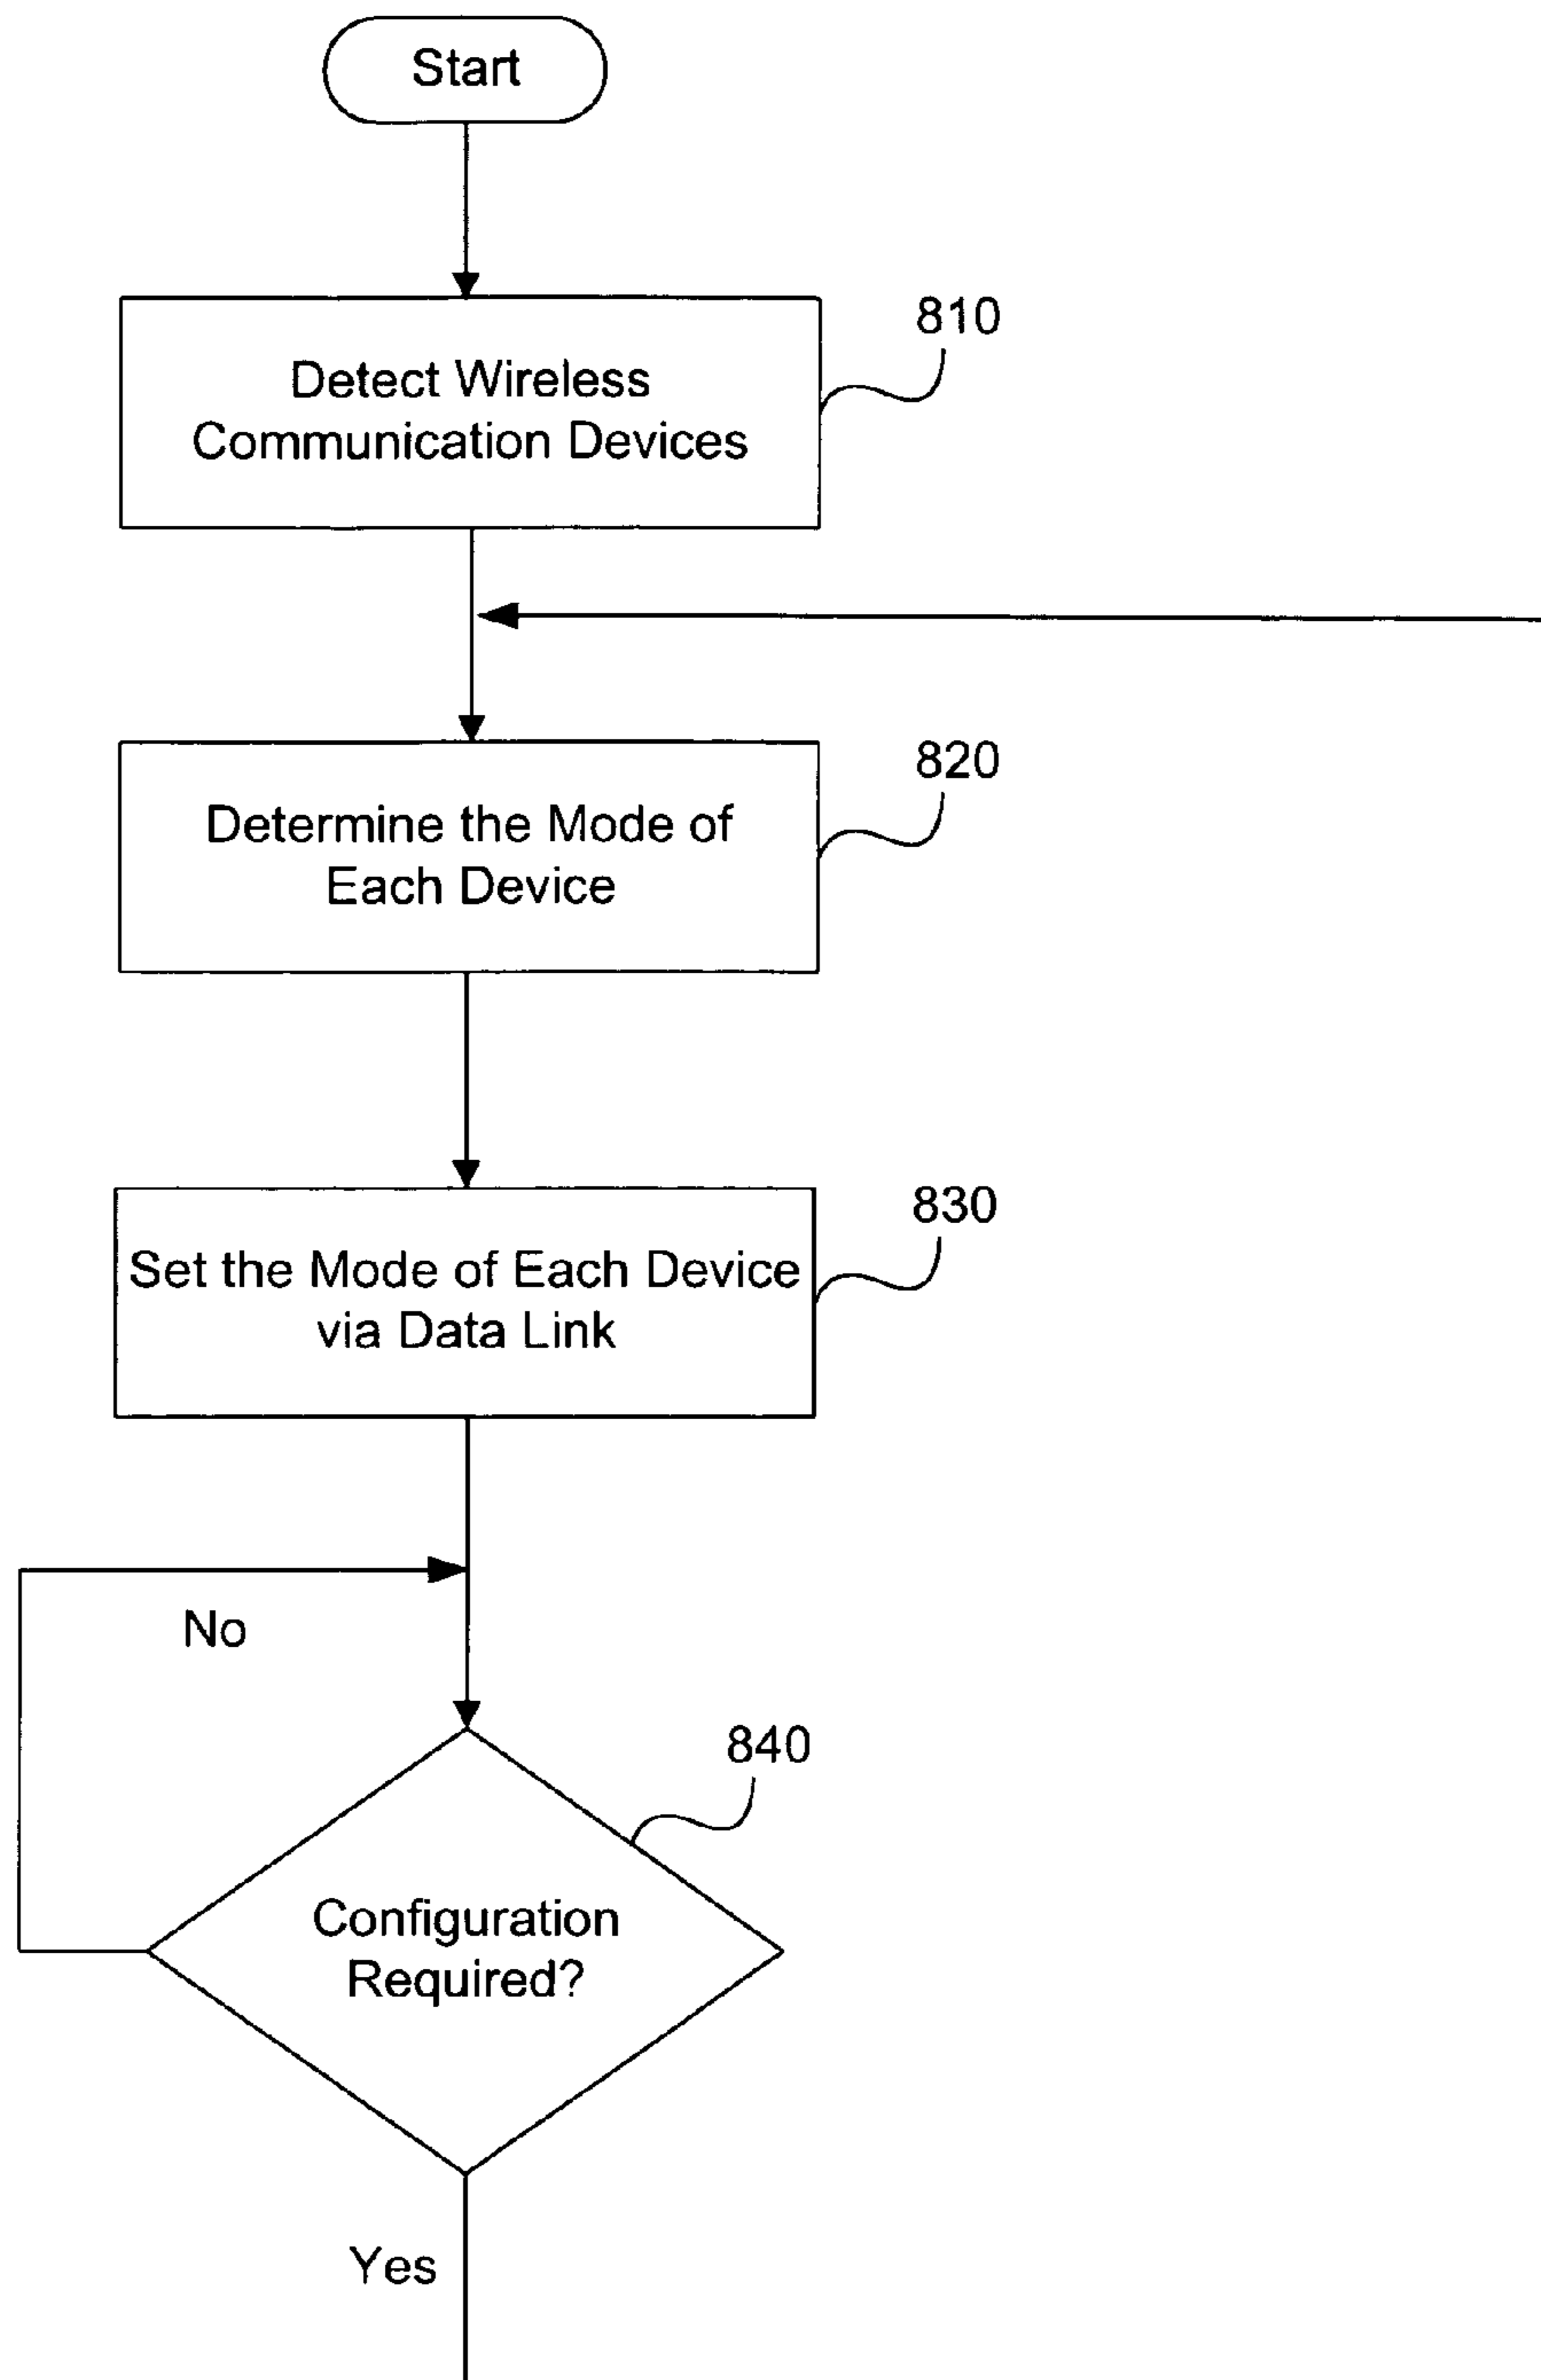 Start
810
Detect Wireless
Communication Devices
820
Determine the Mode of
Each Device
830
Set the Mode of Each Device
via Data Link
No
840
Configuration
Required?
Yes